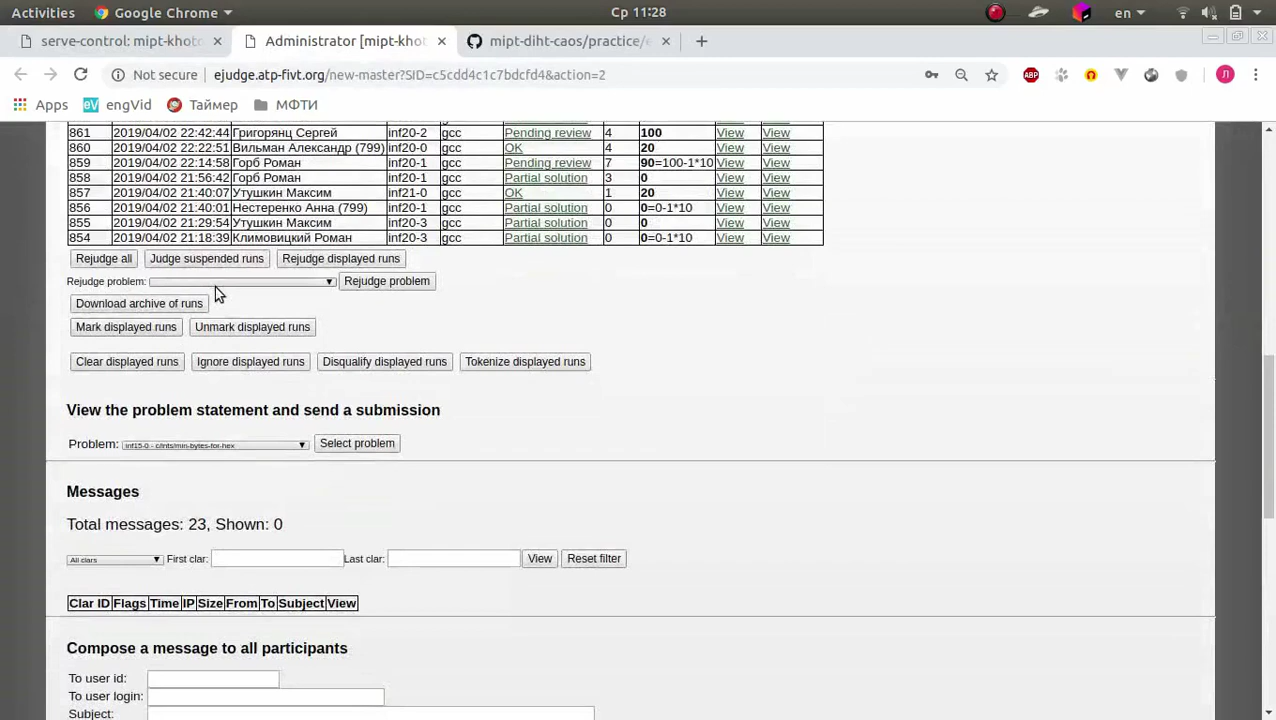 Activities Google Chrome Ср 11:28 en
serve-control: mipt-khotr Administrator [mipt-khot mipt-diht-caos/practice/e
Not secure ejudge.atp-fivt.org/new-master?SID=c5cdd4c1c7bdcfd4&action=2
Apps engVid Таймер МФТИ
861 2019/04/02 22:42:44 Григорянц Сергей inf20-2 gcc Pending review 4 100 View View
860 2019/04/02 22:22:51 Вильман Александр (799) inf20-0 gcc OK 4 20 View View
859 2019/04/02 22:14:58 Горб Роман inf20-1 gcc Pending review 7 90=100-1*10 View View
858 2019/04/02 21:56:42 Горб Роман inf20-1 gcc Partial solution 3 0 View View
857 2019/04/02 21:40:07 Утушкин Максим inf21-0 gcc OK 1 20 View View
856 2019/04/02 21:40:01 Нестеренко Анна (799) inf20-1 gcc Partial solution 0 0=0-1*10 View View
855 2019/04/02 21:29:54 Утушкин Максим inf20-3 gcc Partial solution 0 0 View View
854 2019/04/02 21:18:39 Климовицкий Роман inf20-3 gcc Partial solution 0 0=0-1*10 View View
Rejudge all Judge suspended runs Rejudge displayed runs
Rejudge problem: Rejudge problem
Download archive of runs
Mark displayed runs Unmark displayed runs
Clear displayed runs Ignore displayed runs Disqualify displayed runs Tokenize displayed runs
View the problem statement and send a submission
Problem: inf15-0 - c/ints/min-bytes-for-hex Select problem
Messages
Total messages: 23, Shown: 0
All clars First clar: Last clar: View Reset filter
Clar ID Flags Time IP Size From To Subject View
Compose a message to all participants
To user id:
To user login:
Subject: